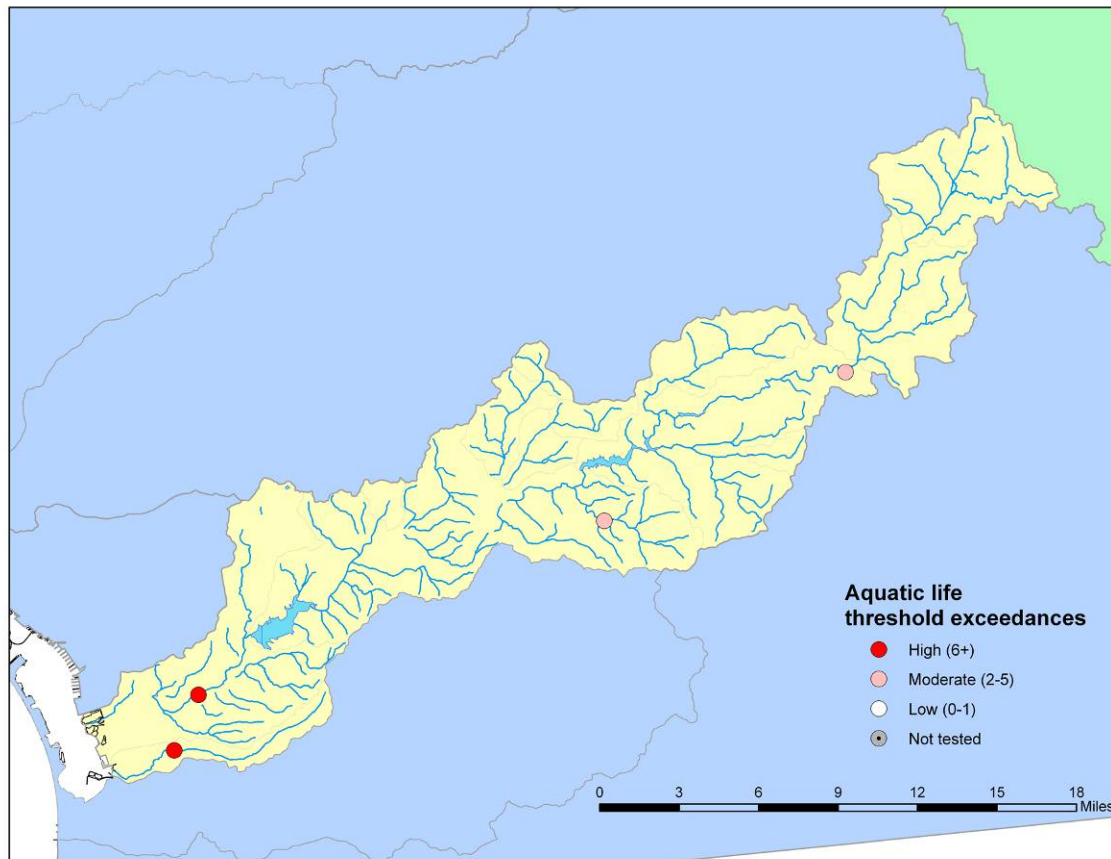 Aquatic life
threshold exceedances
High (6+)
Moderate (2-5)
Low (0-1)
Not tested
0 3 6 9 12 15 18
Miles